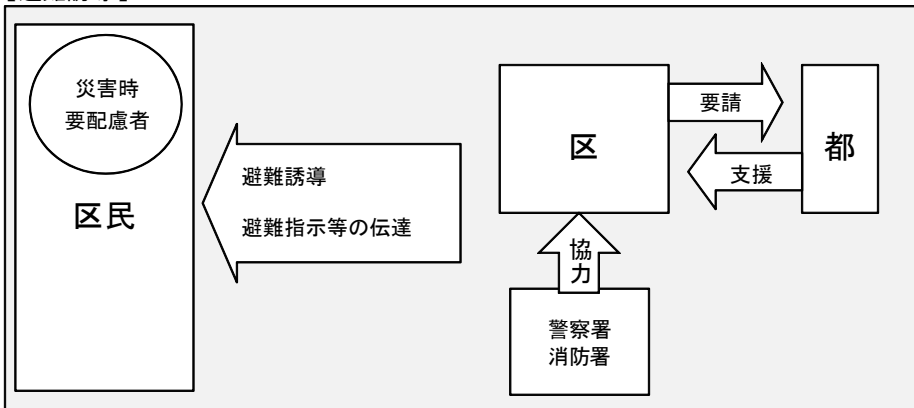 災害時
要配慮者
区民
避難誘導
避難指示等の伝達
区
要請
支援
都
協
力
警察署
消防署